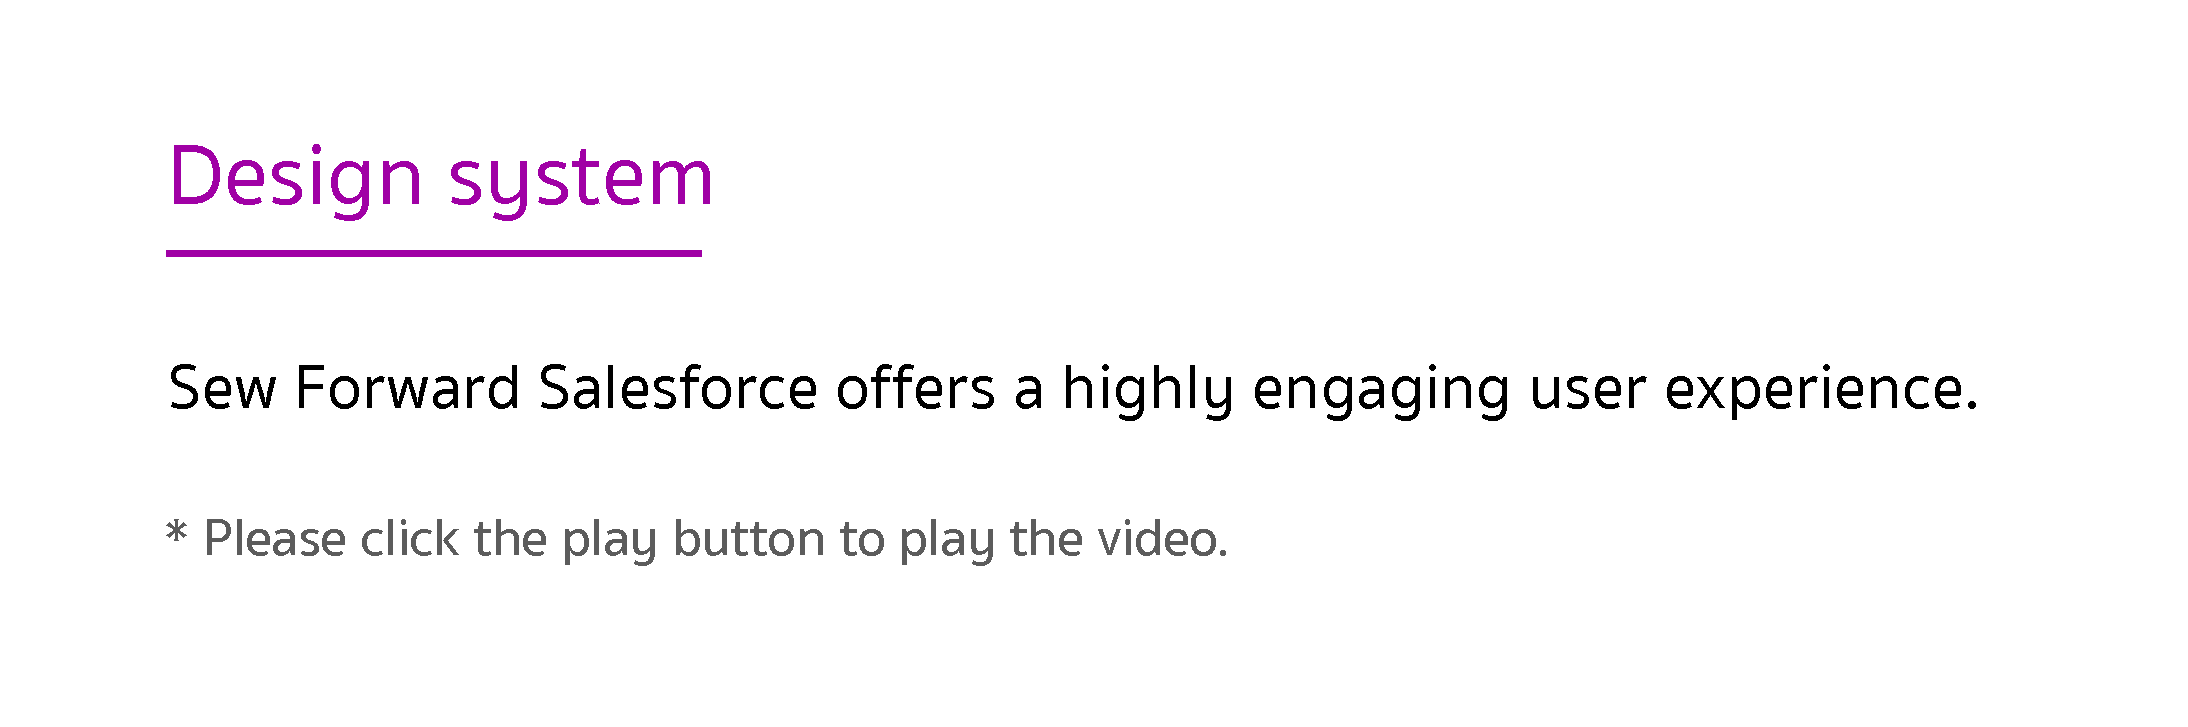 Design system
Sew Forward Salesforce offers a highly engaging user experience.
* Please click the play button to play the video.